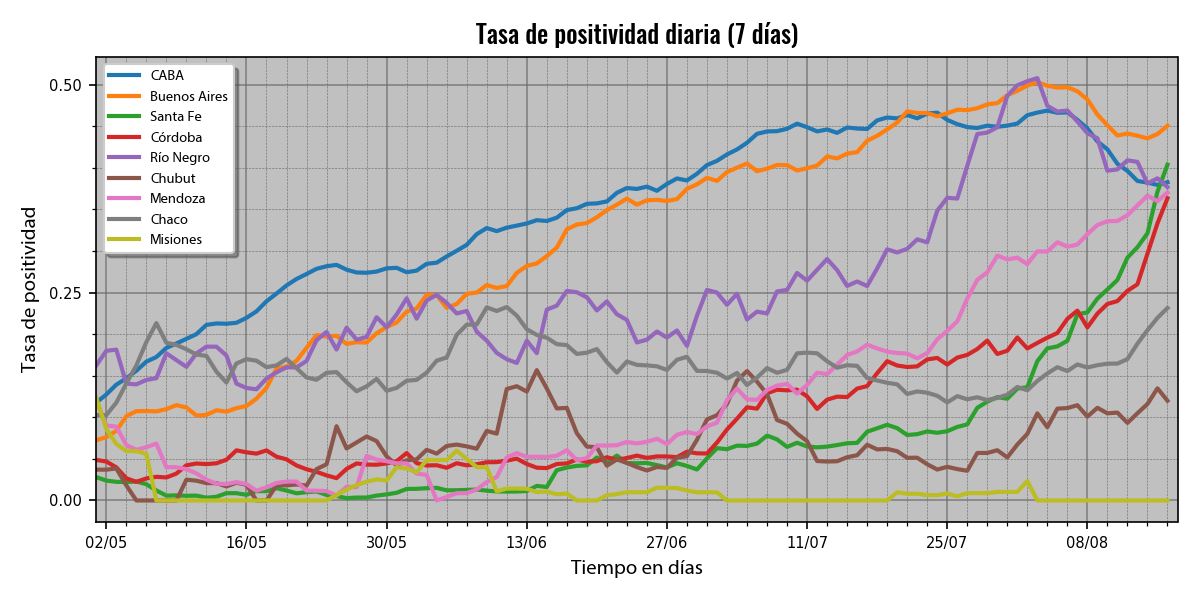 Tasa de positividad diaria (7 días)
Tasa de positividad
0.50
0.25
0.00
CABA
Buenos Aires
Santa Fe
Córdoba
Río Negro
Chubut
Mendoza
Chaco
Misiones
02/05 16/05 30/05 13/06 27/06 11/07 25/07 08/08
Tiempo en días